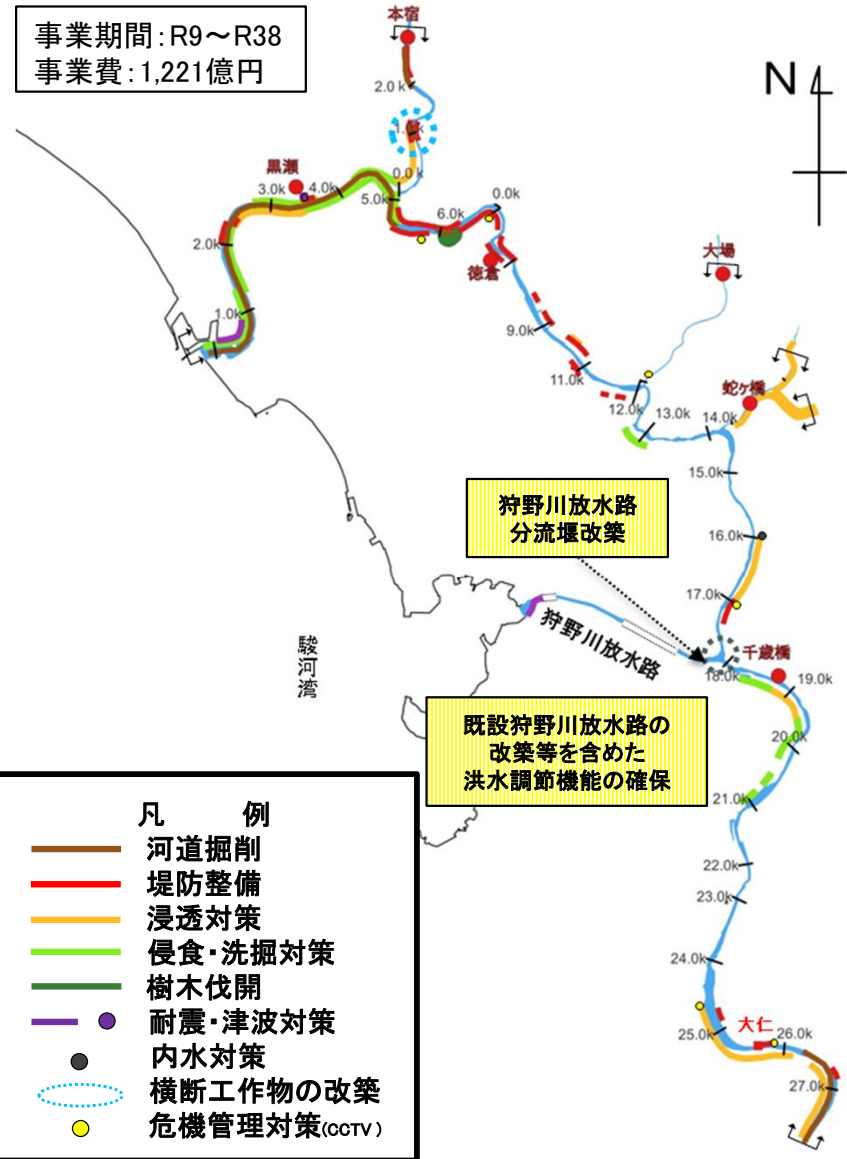 事業期間：R9～R38
事業費：1,221億円
本宿
N
2.0k
1.0k
黒瀬
0.0k
3.0k
4.0k
5.0k
6.0k
0.0k
2.0k
徳倉
大場
1.0k
9.0k
11.0k
12.0k
13.0k
14.0k
蛇ヶ橋
15.0k
狩野川放水路
分流堰改築
16.0k
17.0k
狩野川放水路
千歳橋
18.0k
19.0k
駿河湾
既設狩野川放水路の
改築等を含めた
洪水調節機能の確保
20.0k
21.0k
22.0k
23.0k
24.0k
25.0k
大仁
26.0k
27.0k
凡　例
河道掘削
堤防整備
浸透対策
侵食・洗掘対策
樹木伐開
耐震・津波対策
内水対策
横断工作物の改築
危機管理対策(CCTV)